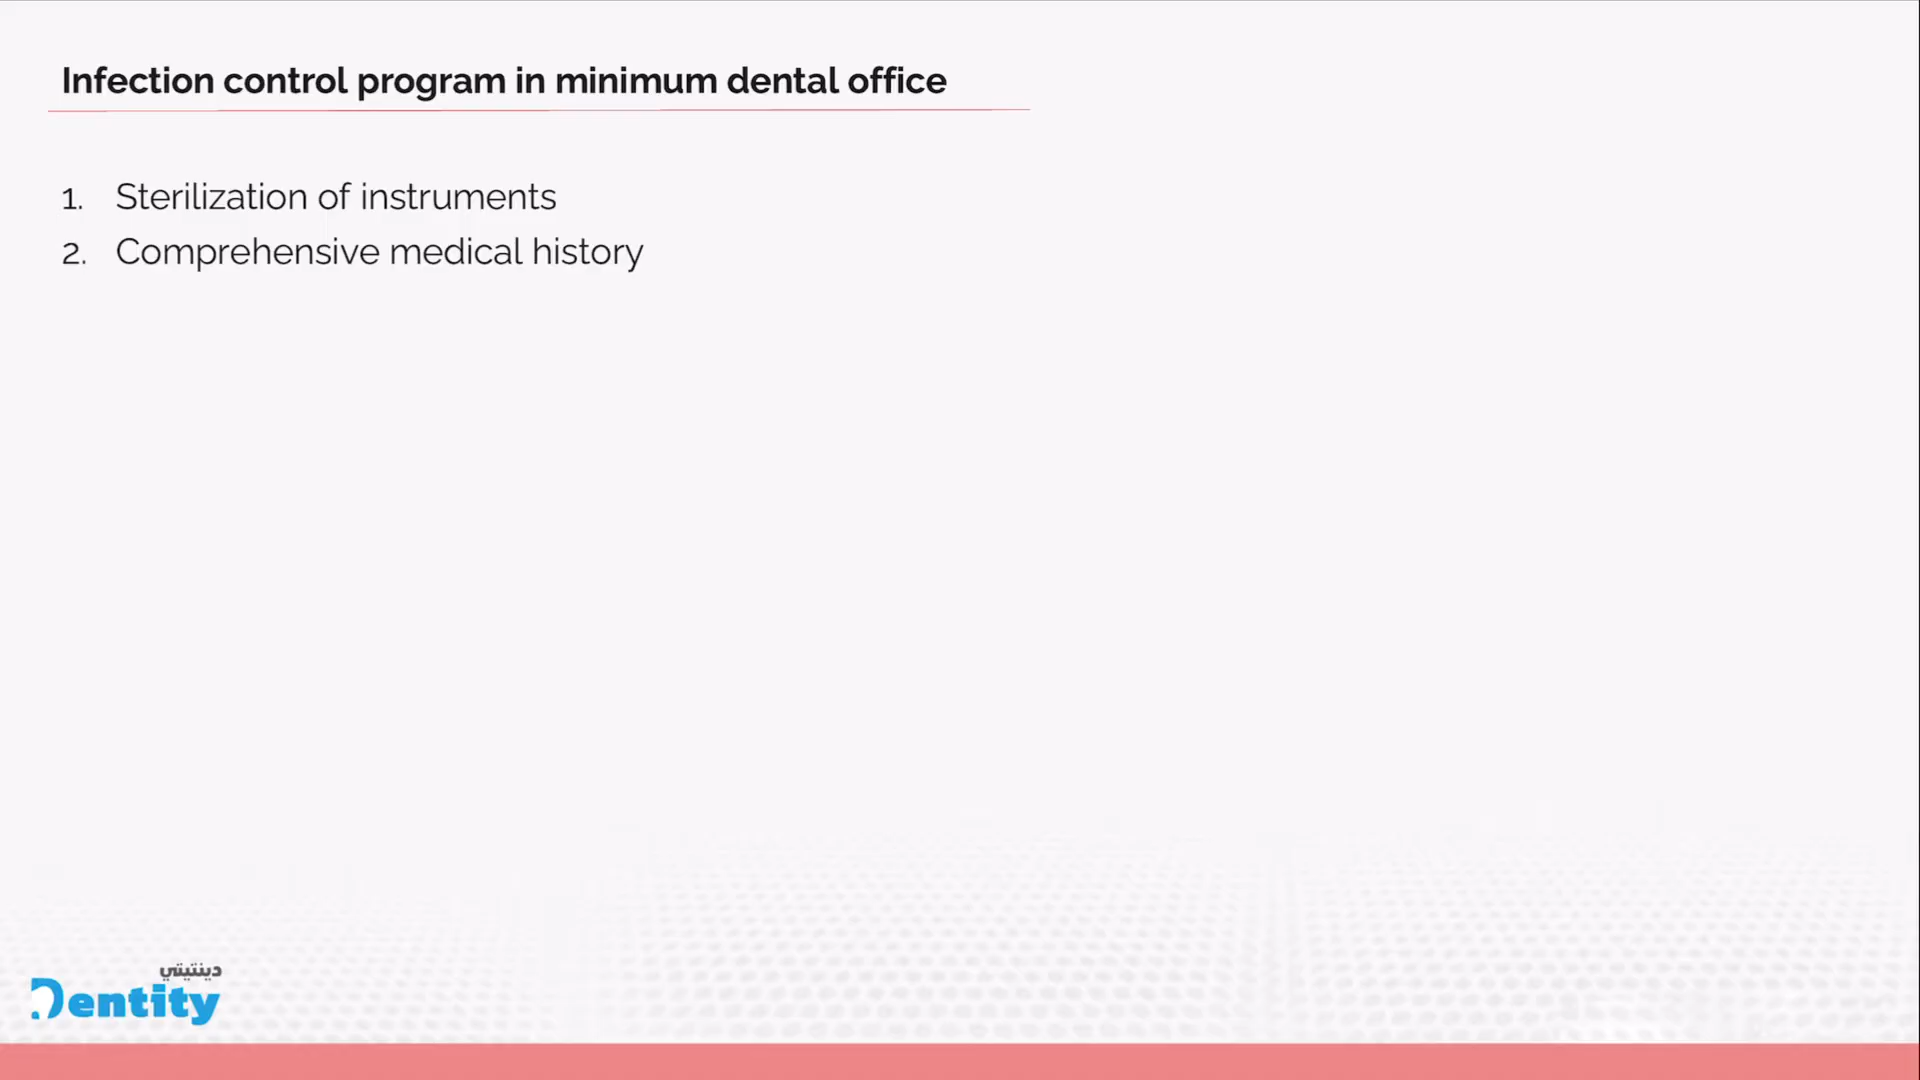 Infection control program in minimum dental office
1. Sterilization of instruments
2. Comprehensive medical history
دينتيتي
Dentity